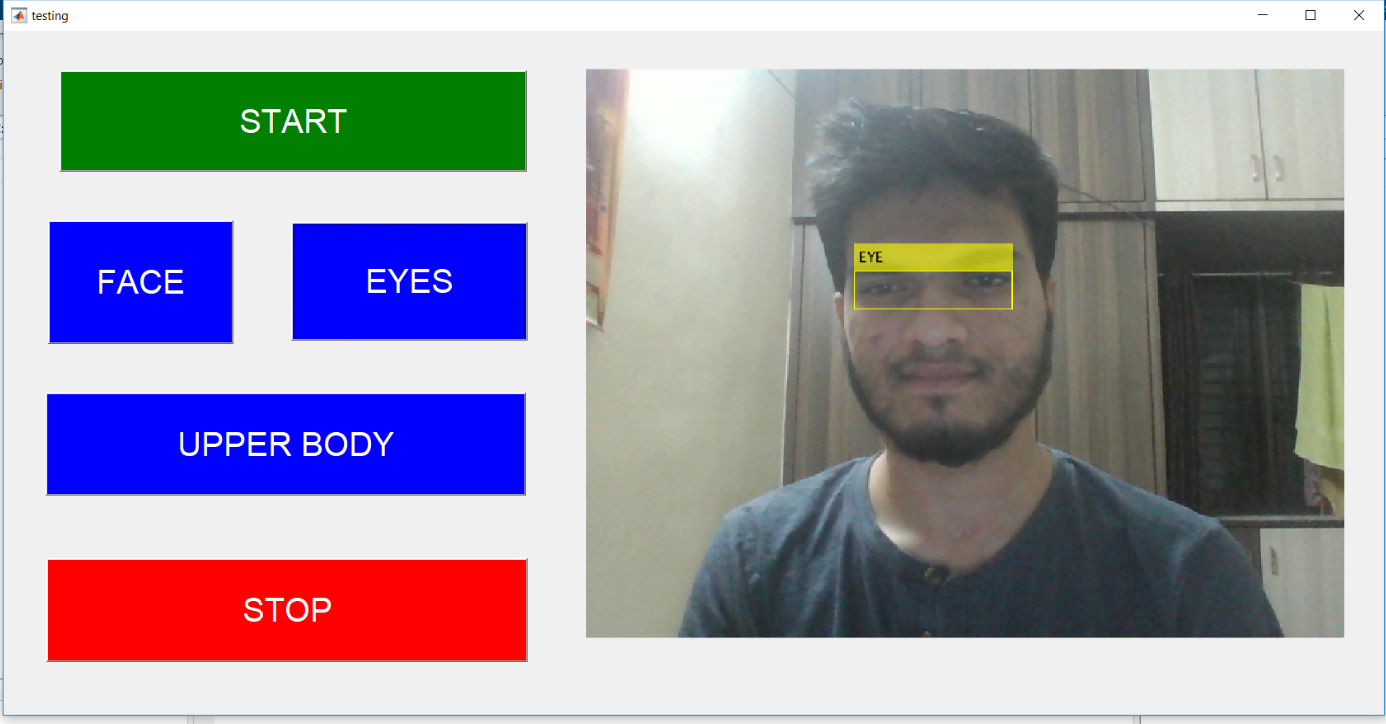 testing
START
FACE
EYES
UPPER BODY
STOP
EYE